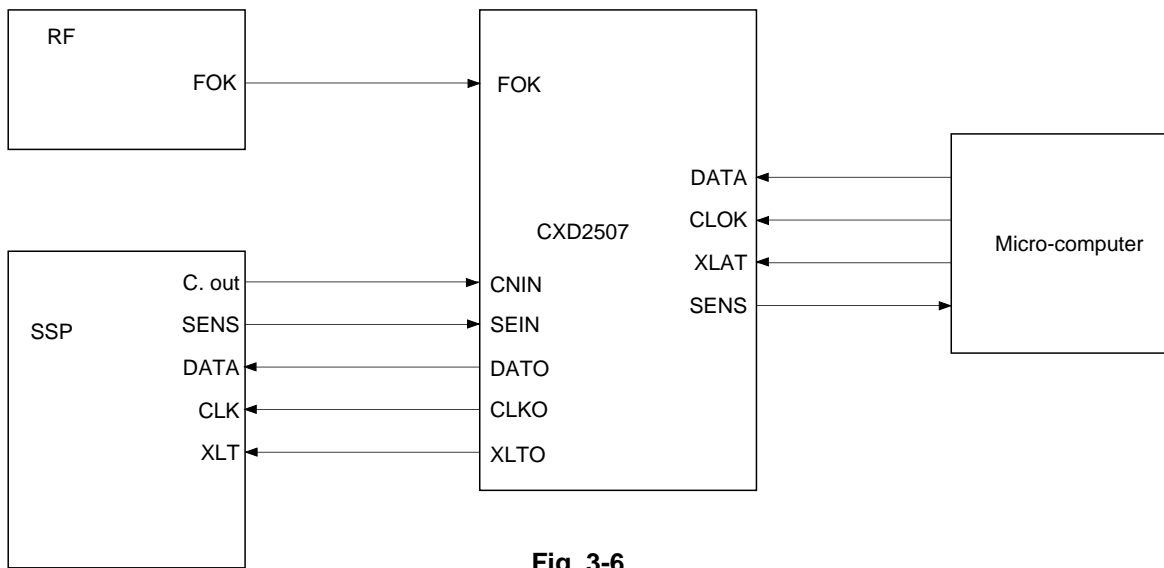 RF
FOK
FOK
DATA
CLOK
XLAT
SENS
CXD2507
Micro-computer
SSP
C. out
SENS
DATA
CLK
XLT
CNIN
SEIN
DATO
CLKO
XLTO
Fig. 3-6